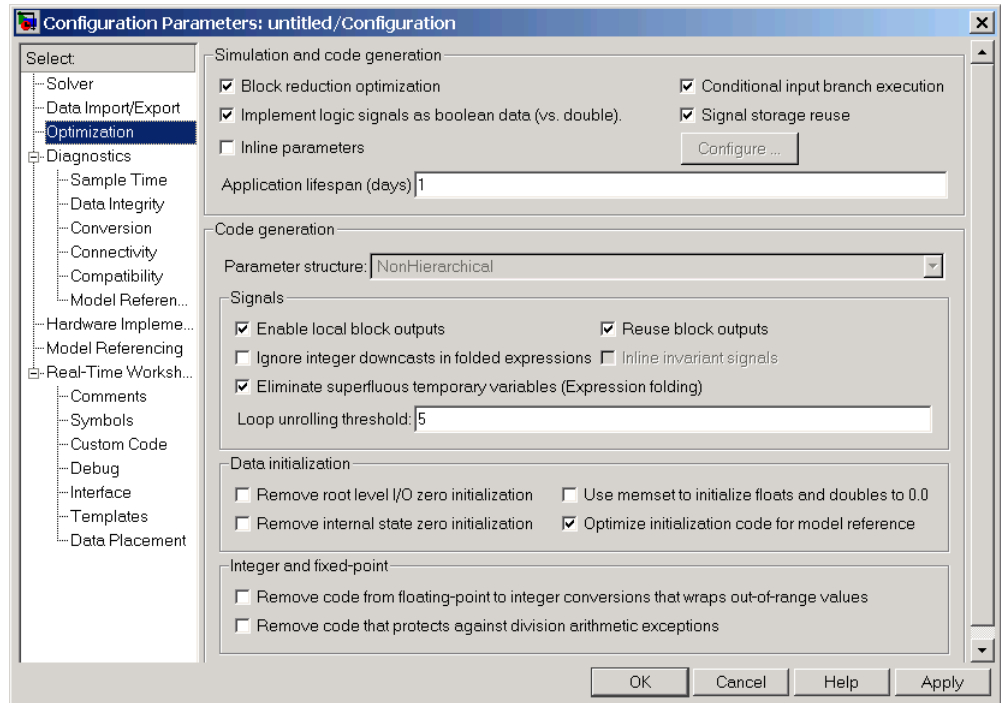 Configuration Parameters: untitled/Configuration
Select:
Solver
Data Import/Export
Optimization
Diagnostics
Sample Time
Data Integrity
Conversion
Connectivity
Compatibility
Model Referen...
Hardware Impleme...
Model Referencing
Real-Time Worksh...
Comments
Symbols
Custom Code
Debug
Interface
Templates
Data Placement
Simulation and code generation
Block reduction optimization
Conditional input branch execution
Implement logic signals as boolean data (vs. double).
Signal storage reuse
Inline parameters
Configure ...
Application lifespan (days) 1
Code generation
Parameter structure: NonHierarchical
Signals
Enable local block outputs
Reuse block outputs
Ignore integer downcasts in folded expressions
Inline invariant signals
Eliminate superfluous temporary variables (Expression folding)
Loop unrolling threshold: 5
Data initialization
Remove root level I/O zero initialization
Use memset to initialize floats and doubles to 0.0
Remove internal state zero initialization
Optimize initialization code for model reference
Integer and fixed-point
Remove code from floating-point to integer conversions that wraps out-of-range values
Remove code that protects against division arithmetic exceptions
OK
Cancel
Help
Apply